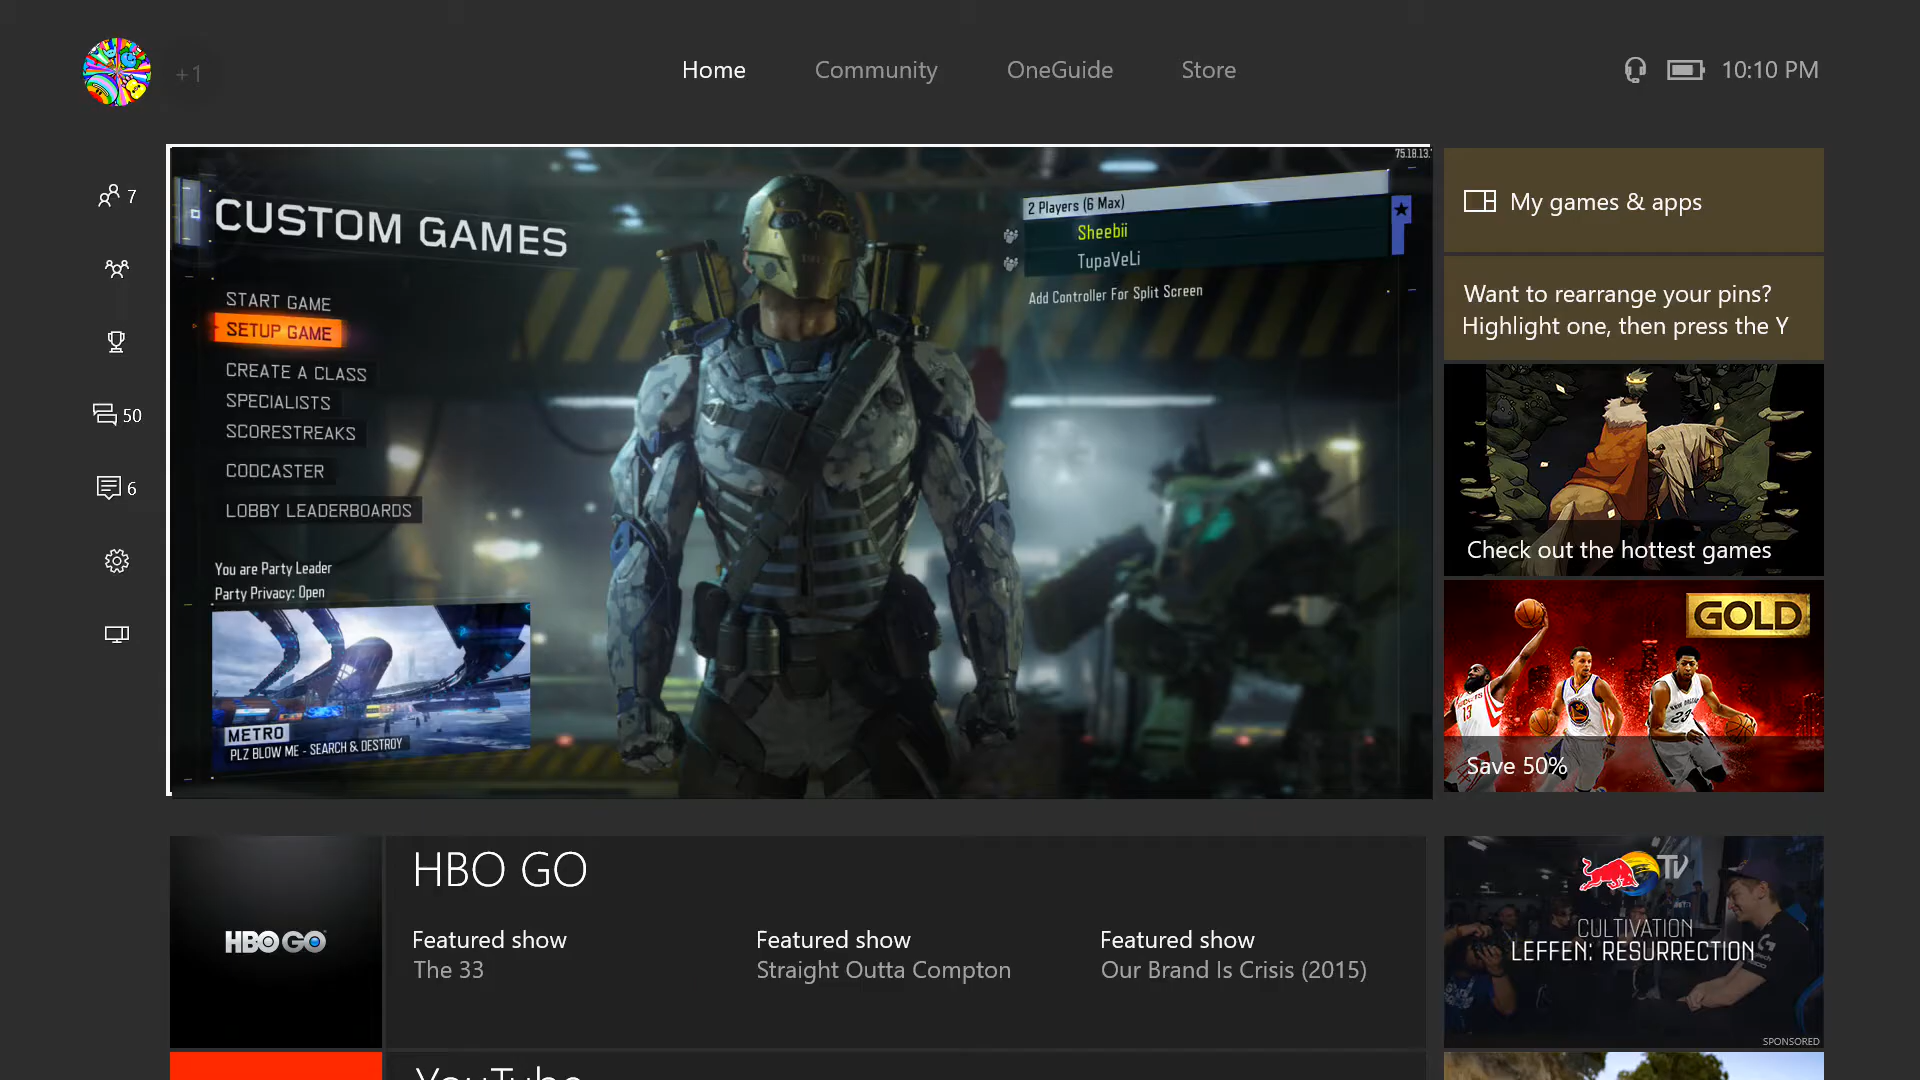 +1
Home
Community
OneGuide
Store
10:10 PM
7
50
6
75.18.13.
CUSTOM GAMES
START GAME
SETUP GAME
CREATE A CLASS
SPECIALISTS
SCORESTREAKS
CODCASTER
LOBBY LEADERBOARDS
You are Party Leader
Party Privacy: Open
METRO
PLZ BLOW ME - SEARCH & DESTROY
2 Players (6 Max)
Sheebii
TupaVeLi
Add Controller For Split Screen
My games & apps
Want to rearrange your pins?
Highlight one, then press the Y
Check out the hottest games
GOLD
Save 50%
HBO GO
HBO GO
Featured show
The 33
Featured show
Straight Outta Compton
Featured show
Our Brand Is Crisis (2015)
TV
CULTIVATION
LEFFEN: RESURRECTION
SPONSORED
YouTube